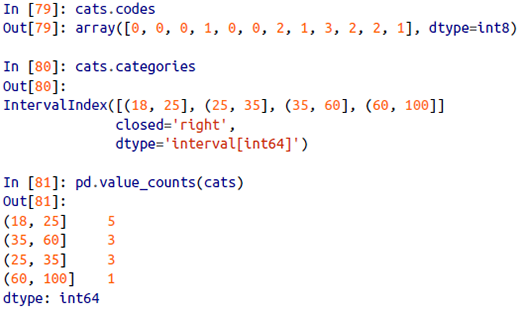 In [79]: cats.codes
Out[79]: array([0, 0, 0, 1, 0, 0, 2, 1, 3, 2, 2, 1], dtype=int8)
In [80]: cats.categories
Out[80]:
IntervalIndex([(18, 25], (25, 35], (35, 60], (60, 100]]
closed='right',
dtype='interval[int64]')
In [81]: pd.value_counts(cats)
Out[81]:
(18, 25] 5
(35, 60] 3
(25, 35] 3
(60, 100] 1
dtype: int64